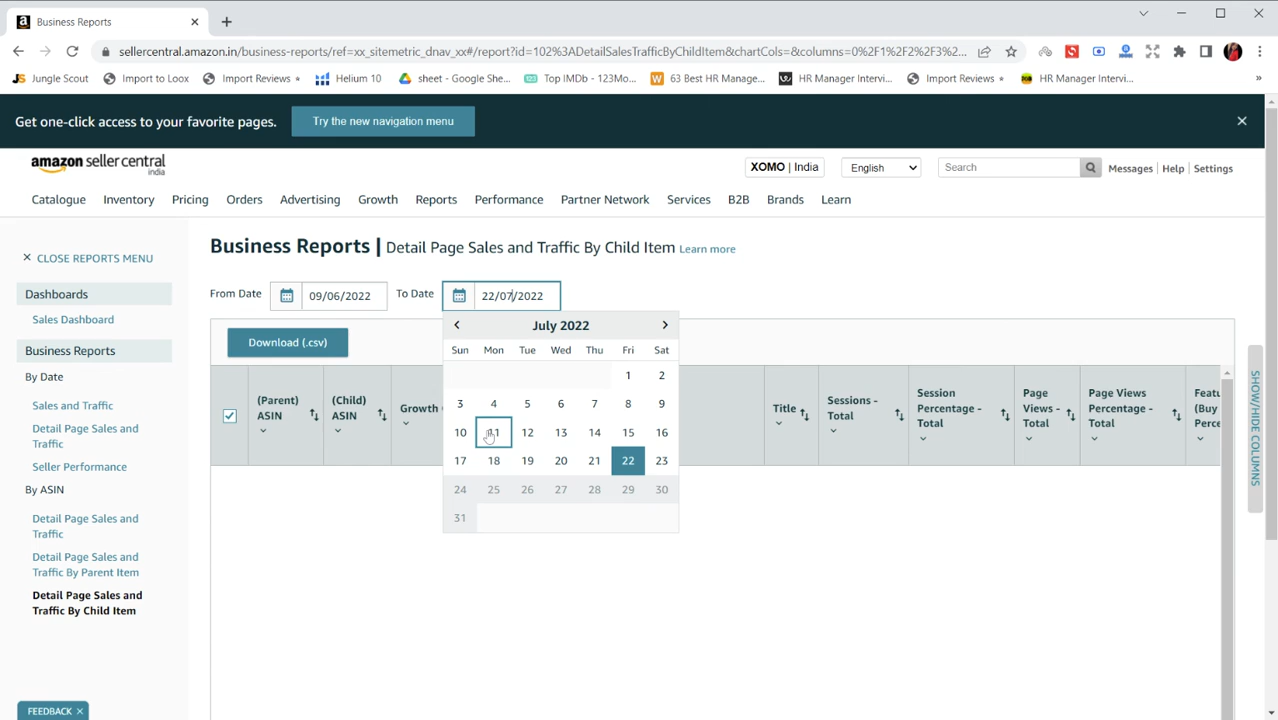 Business Reports
sellercentral.amazon.in/business-reports/ref=xx_sitemetric_dnav_xx#/report?id=102%3ADetailSalesTrafficByChildItem&chartCols=&columns=0%2F1%2F2%2F3%2...
Jungle Scout
Import to Loox
Import Reviews
Helium 10
sheet - Google She...
Top IMDb - 123Mo...
63 Best HR Manage...
HR Manager Intervi...
Import Reviews
HR Manager Intervi...
Get one-click access to your favorite pages.
Try the new navigation menu
amazon seller central
india
XOMO | India
English
Search
Messages | Help | Settings
Catalogue Inventory Pricing Orders Advertising Growth Reports Performance Partner Network Services B2B Brands Learn
CLOSE REPORTS MENU
Dashboards
Sales Dashboard
Business Reports
By Date
Sales and Traffic
Detail Page Sales and
Traffic
Seller Performance
By ASIN
Detail Page Sales and
Traffic
Detail Page Sales and
Traffic By Parent Item
Detail Page Sales and
Traffic By Child Item
FEEDBACK
Business Reports | Detail Page Sales and Traffic By Child Item Learn more
From Date 09/06/2022 To Date 22/07/2022
Download (.csv)
July 2022
Sun Mon Tue Wed Thu Fri Sat
1 2
3 4 5 6 7 8 9
10 11 12 13 14 15 16
17 18 19 20 21 22 23
24 25 26 27 28 29 30
31
(Parent)
ASIN
(Child)
ASIN
Growth
Title
Sessions -
Total
Session
Percentage -
Total
Page
Views -
Total
Page Views
Percentage -
Total
Featu
(Buy
Perce
SHOW/HIDE COLUMNS